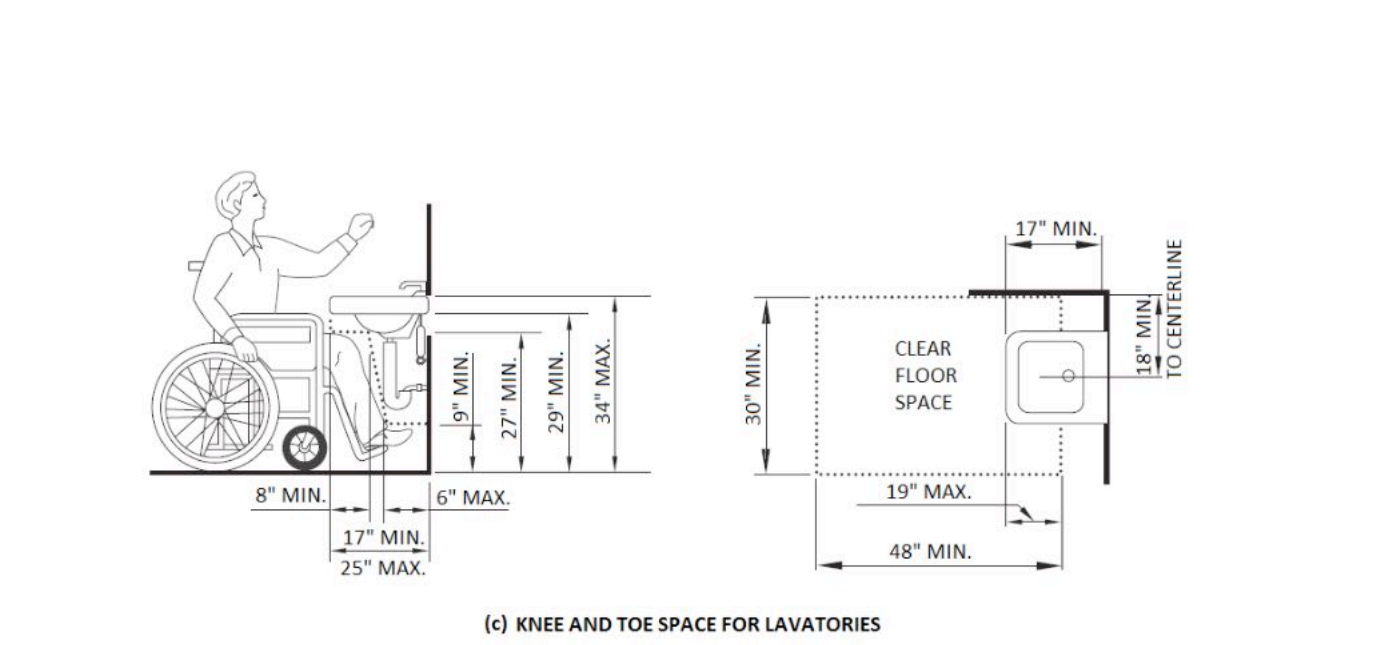 9" MIN.
27" MIN.
29" MIN.
34" MAX.
8" MIN.
6" MAX.
17" MIN.
25" MAX.
17" MIN.
18" MIN.
TO CENTERLINE
30" MIN.
CLEAR
FLOOR
SPACE
19" MAX.
48" MIN.
(c) KNEE AND TOE SPACE FOR LAVATORIES